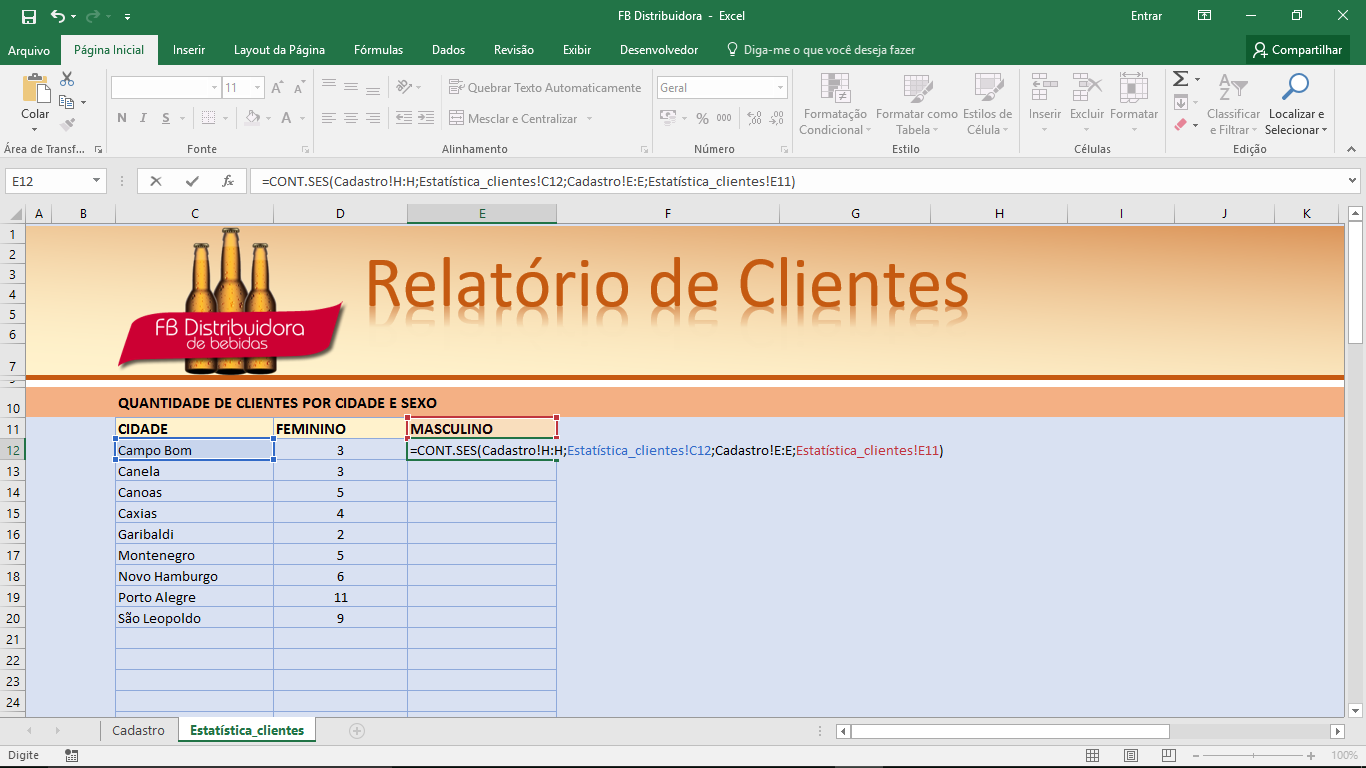 FB Distribuidora - Excel
Entrar
Arquivo Página Inicial Inserir Layout da Página Fórmulas Dados Revisão Exibir Desenvolvedor Diga-me o que você deseja fazer Compartilhar
Colar
Área de Transf...
11
N I S
A
Fonte
Quebrar Texto Automaticamente
Mesclar e Centralizar
Alinhamento
Geral
% 000
Número
Formatação Condicional
Formatar como Tabela
Estilos de Célula
Estilo
Inserir Excluir Formatar
Células
Classificar e Filtrar
Localizar e Selecionar
Edição
E12 fx =CONT.SES(Cadastro!H:H;Estatística_clientes!C12;Cadastro!E:E;Estatística_clientes!E11)
A B C D E F G H I J K
1
2
3
4
5
6
7
Relatório de Clientes
FB Distribuidora
de bebidas
10 QUANTIDADE DE CLIENTES POR CIDADE E SEXO
11 CIDADE FEMININO MASCULINO
12 Campo Bom 3 =CONT.SES(Cadastro!H:H;Estatística_clientes!C12;Cadastro!E:E;Estatística_clientes!E11)
13 Canela 3
14 Canoas 5
15 Caxias 4
16 Garibaldi 2
17 Montenegro 5
18 Novo Hamburgo 6
19 Porto Alegre 11
20 São Leopoldo 9
21
22
23
24
Cadastro Estatística_clientes
Digite
100%